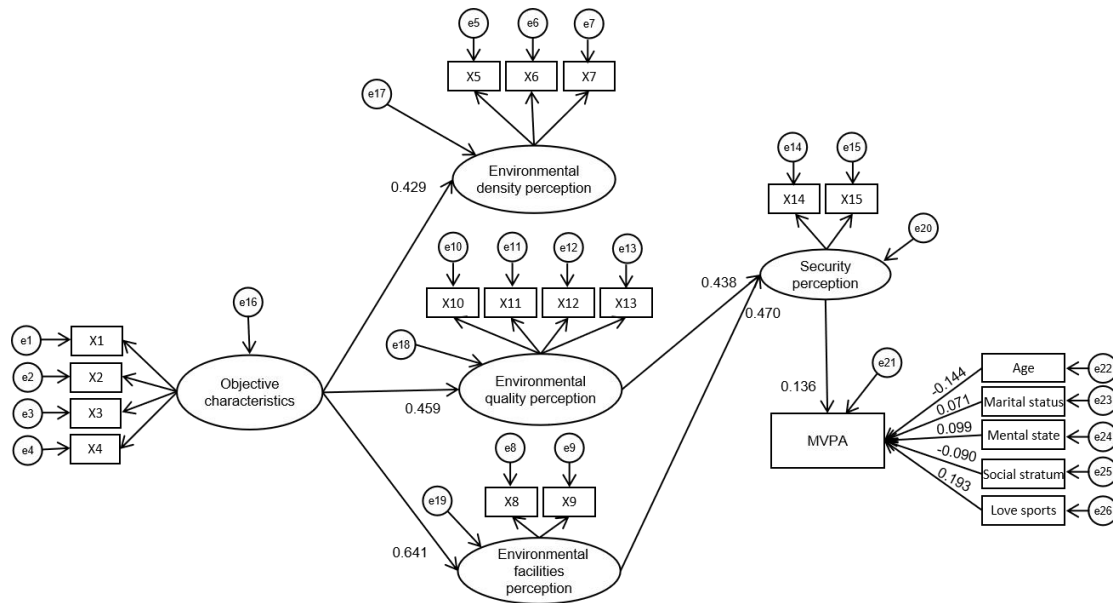 e5
e6
e7
X5
X6
X7
e17
Environmental
density perception
0.429
e14
e15
X14
X15
e20
Security
perception
e10
e11
e12
e13
X10
X11
X12
X13
0.438
0.470
e16
e18
Environmental
quality perception
0.459
e1
X1
e2
X2
e3
X3
e4
X4
Objective
characteristics
e21
0.136
MVPA
-0.144
0.071
0.099
-0.090
0.193
Age
e22
Marital status
e23
Mental state
e24
Social stratum
e25
Love sports
e26
e8
e9
X8
X9
e19
0.641
Environmental
facilities
perception